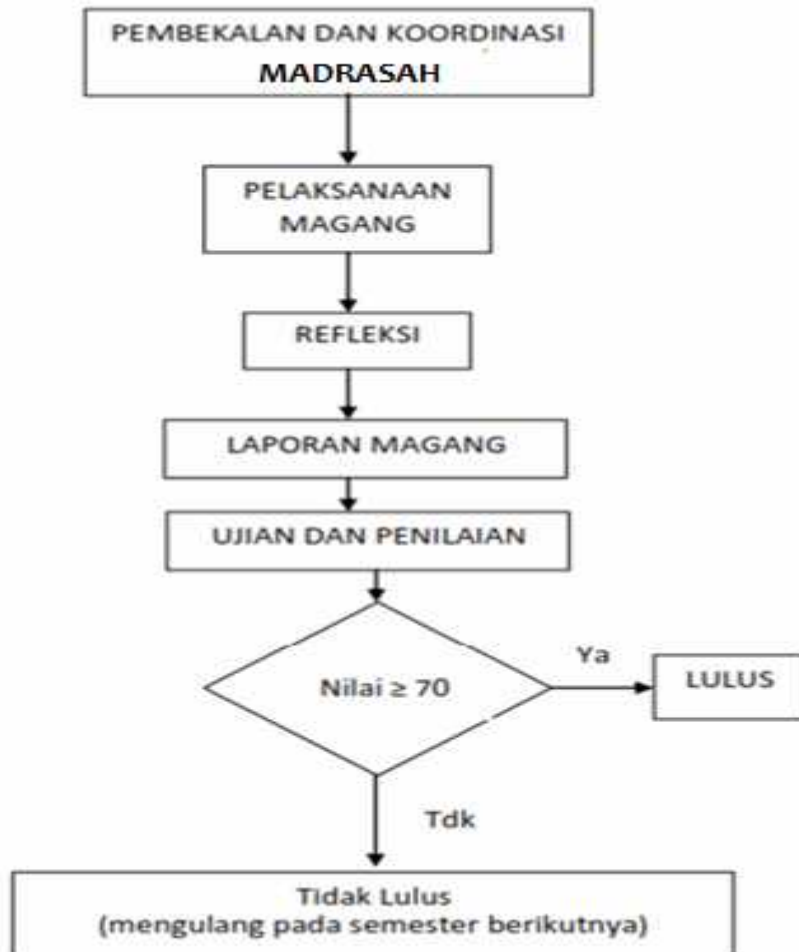 PEMBEKALAN DAN KOORDINASI
MADRASAH
PELAKSANAAN
MAGANG
REFLEKSI
LAPORAN MAGANG
UJIAN DAN PENILAIAN
Nilai ≥ 70
Ya
LULUS
Tdk
Tidak Lulus
(mengulang pada semester berikutnya)